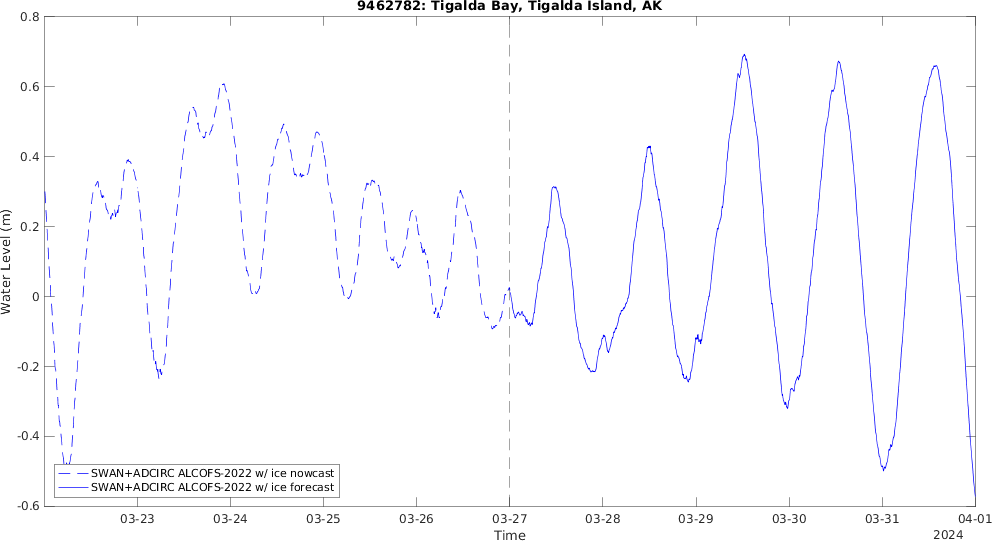 9462782: Tigalda Bay, Tigalda Island, AK
Water Level (m)
0.8
0.6
0.4
0.2
0
-0.2
-0.4
-0.6
SWAN+ADCIRC ALCOFS-2022 w/ ice nowcast
SWAN+ADCIRC ALCOFS-2022 w/ ice forecast
03-23 03-24 03-25 03-26 03-27 03-28 03-29 03-30 03-31 04-01
Time
2024